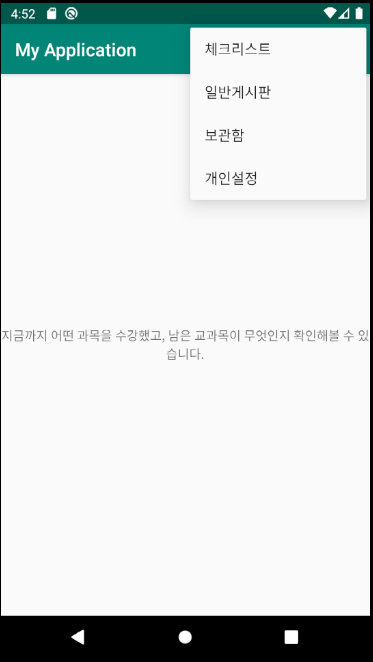 4:52
My Application
체크리스트
일반게시판
보관함
개인설정
지금까지 어떤 과목을 수강했고, 남은 교과목이 무엇인지 확인해볼 수 있
습니다.